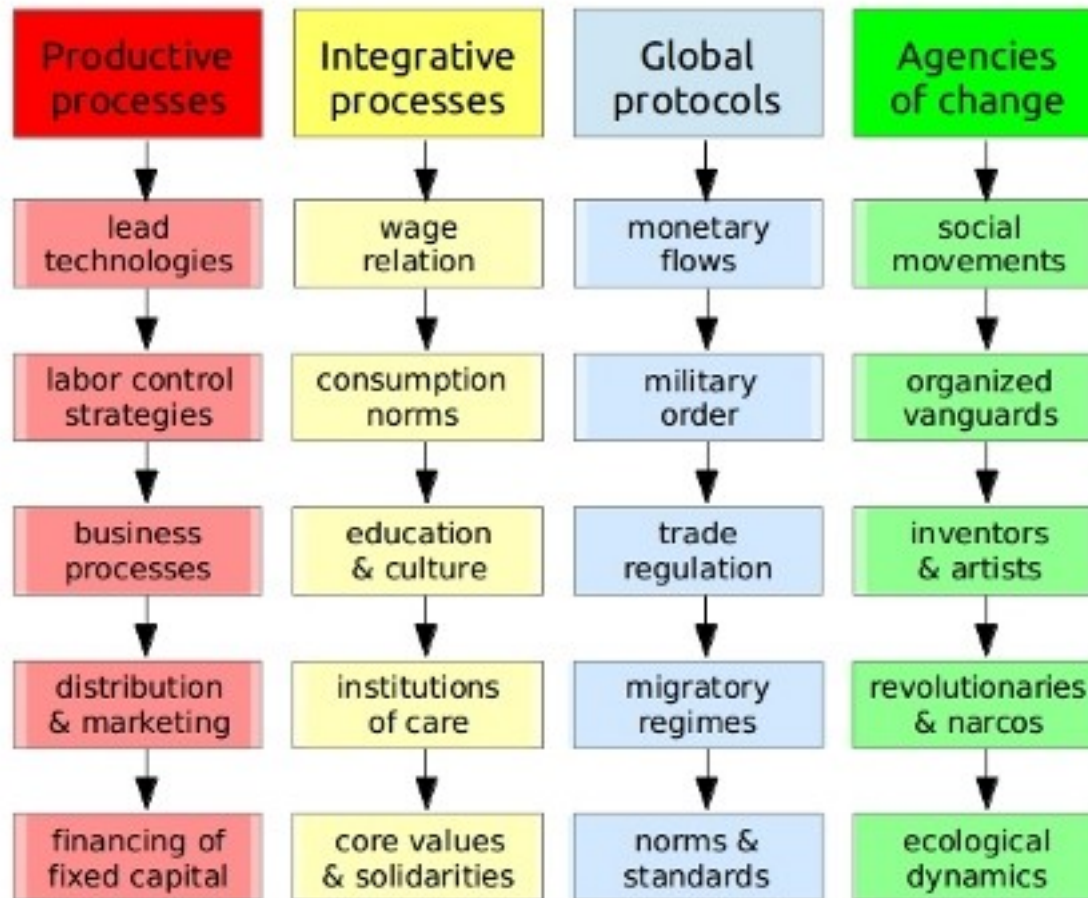 Productive
processes
Integrative
processes
Global
protocols
Agencies
of change
lead
technologies
wage
relation
monetary
flows
social
movements
labor control
strategies
consumption
norms
military
order
organized
vanguards
business
processes
education
& culture
trade
regulation
inventors
& artists
distribution
& marketing
institutions
of care
migratory
regimes
revolutionaries
& narcos
financing of
fixed capital
core values
& solidarities
norms &
standards
ecological
dynamics